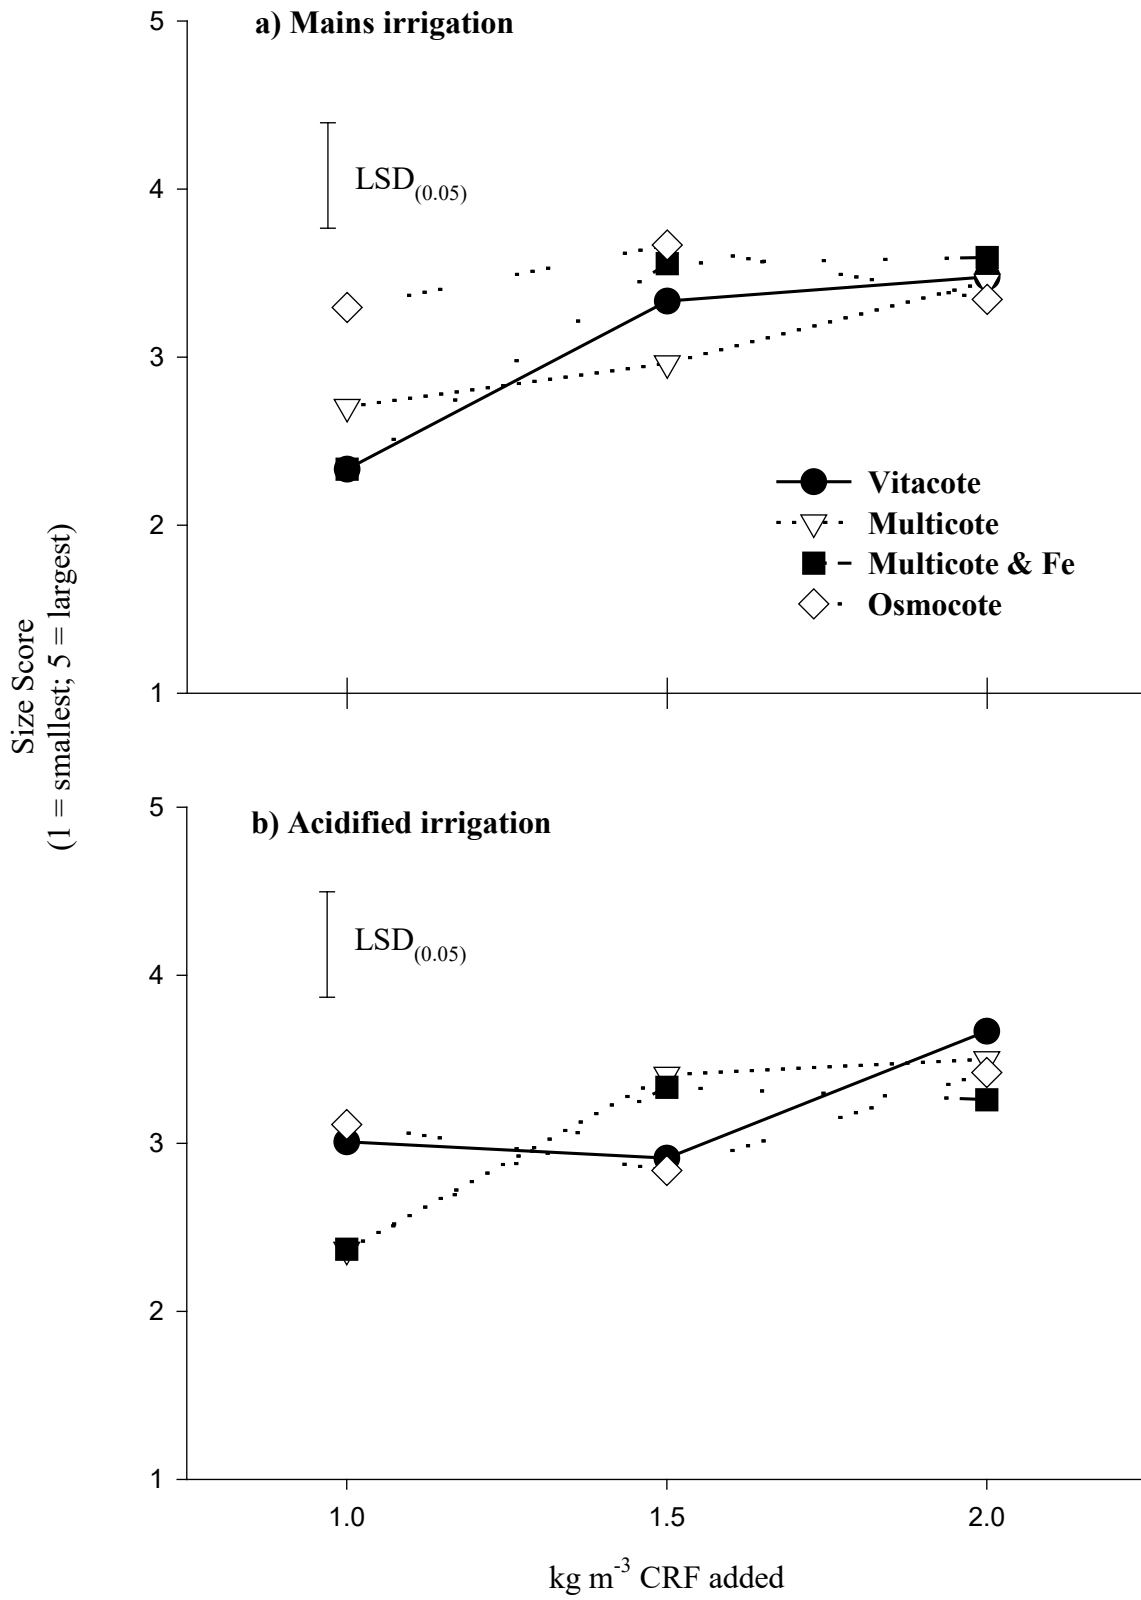 a) Mains irrigation
5
4
3
2
1
LSD(0.05)
Vitacote
Multicote
Multicote & Fe
Osmocote
Size Score
(1 = smallest; 5 = largest)
b) Acidified irrigation
5
4
3
2
1
LSD(0.05)
1.0 1.5 2.0
kg m-3 CRF added